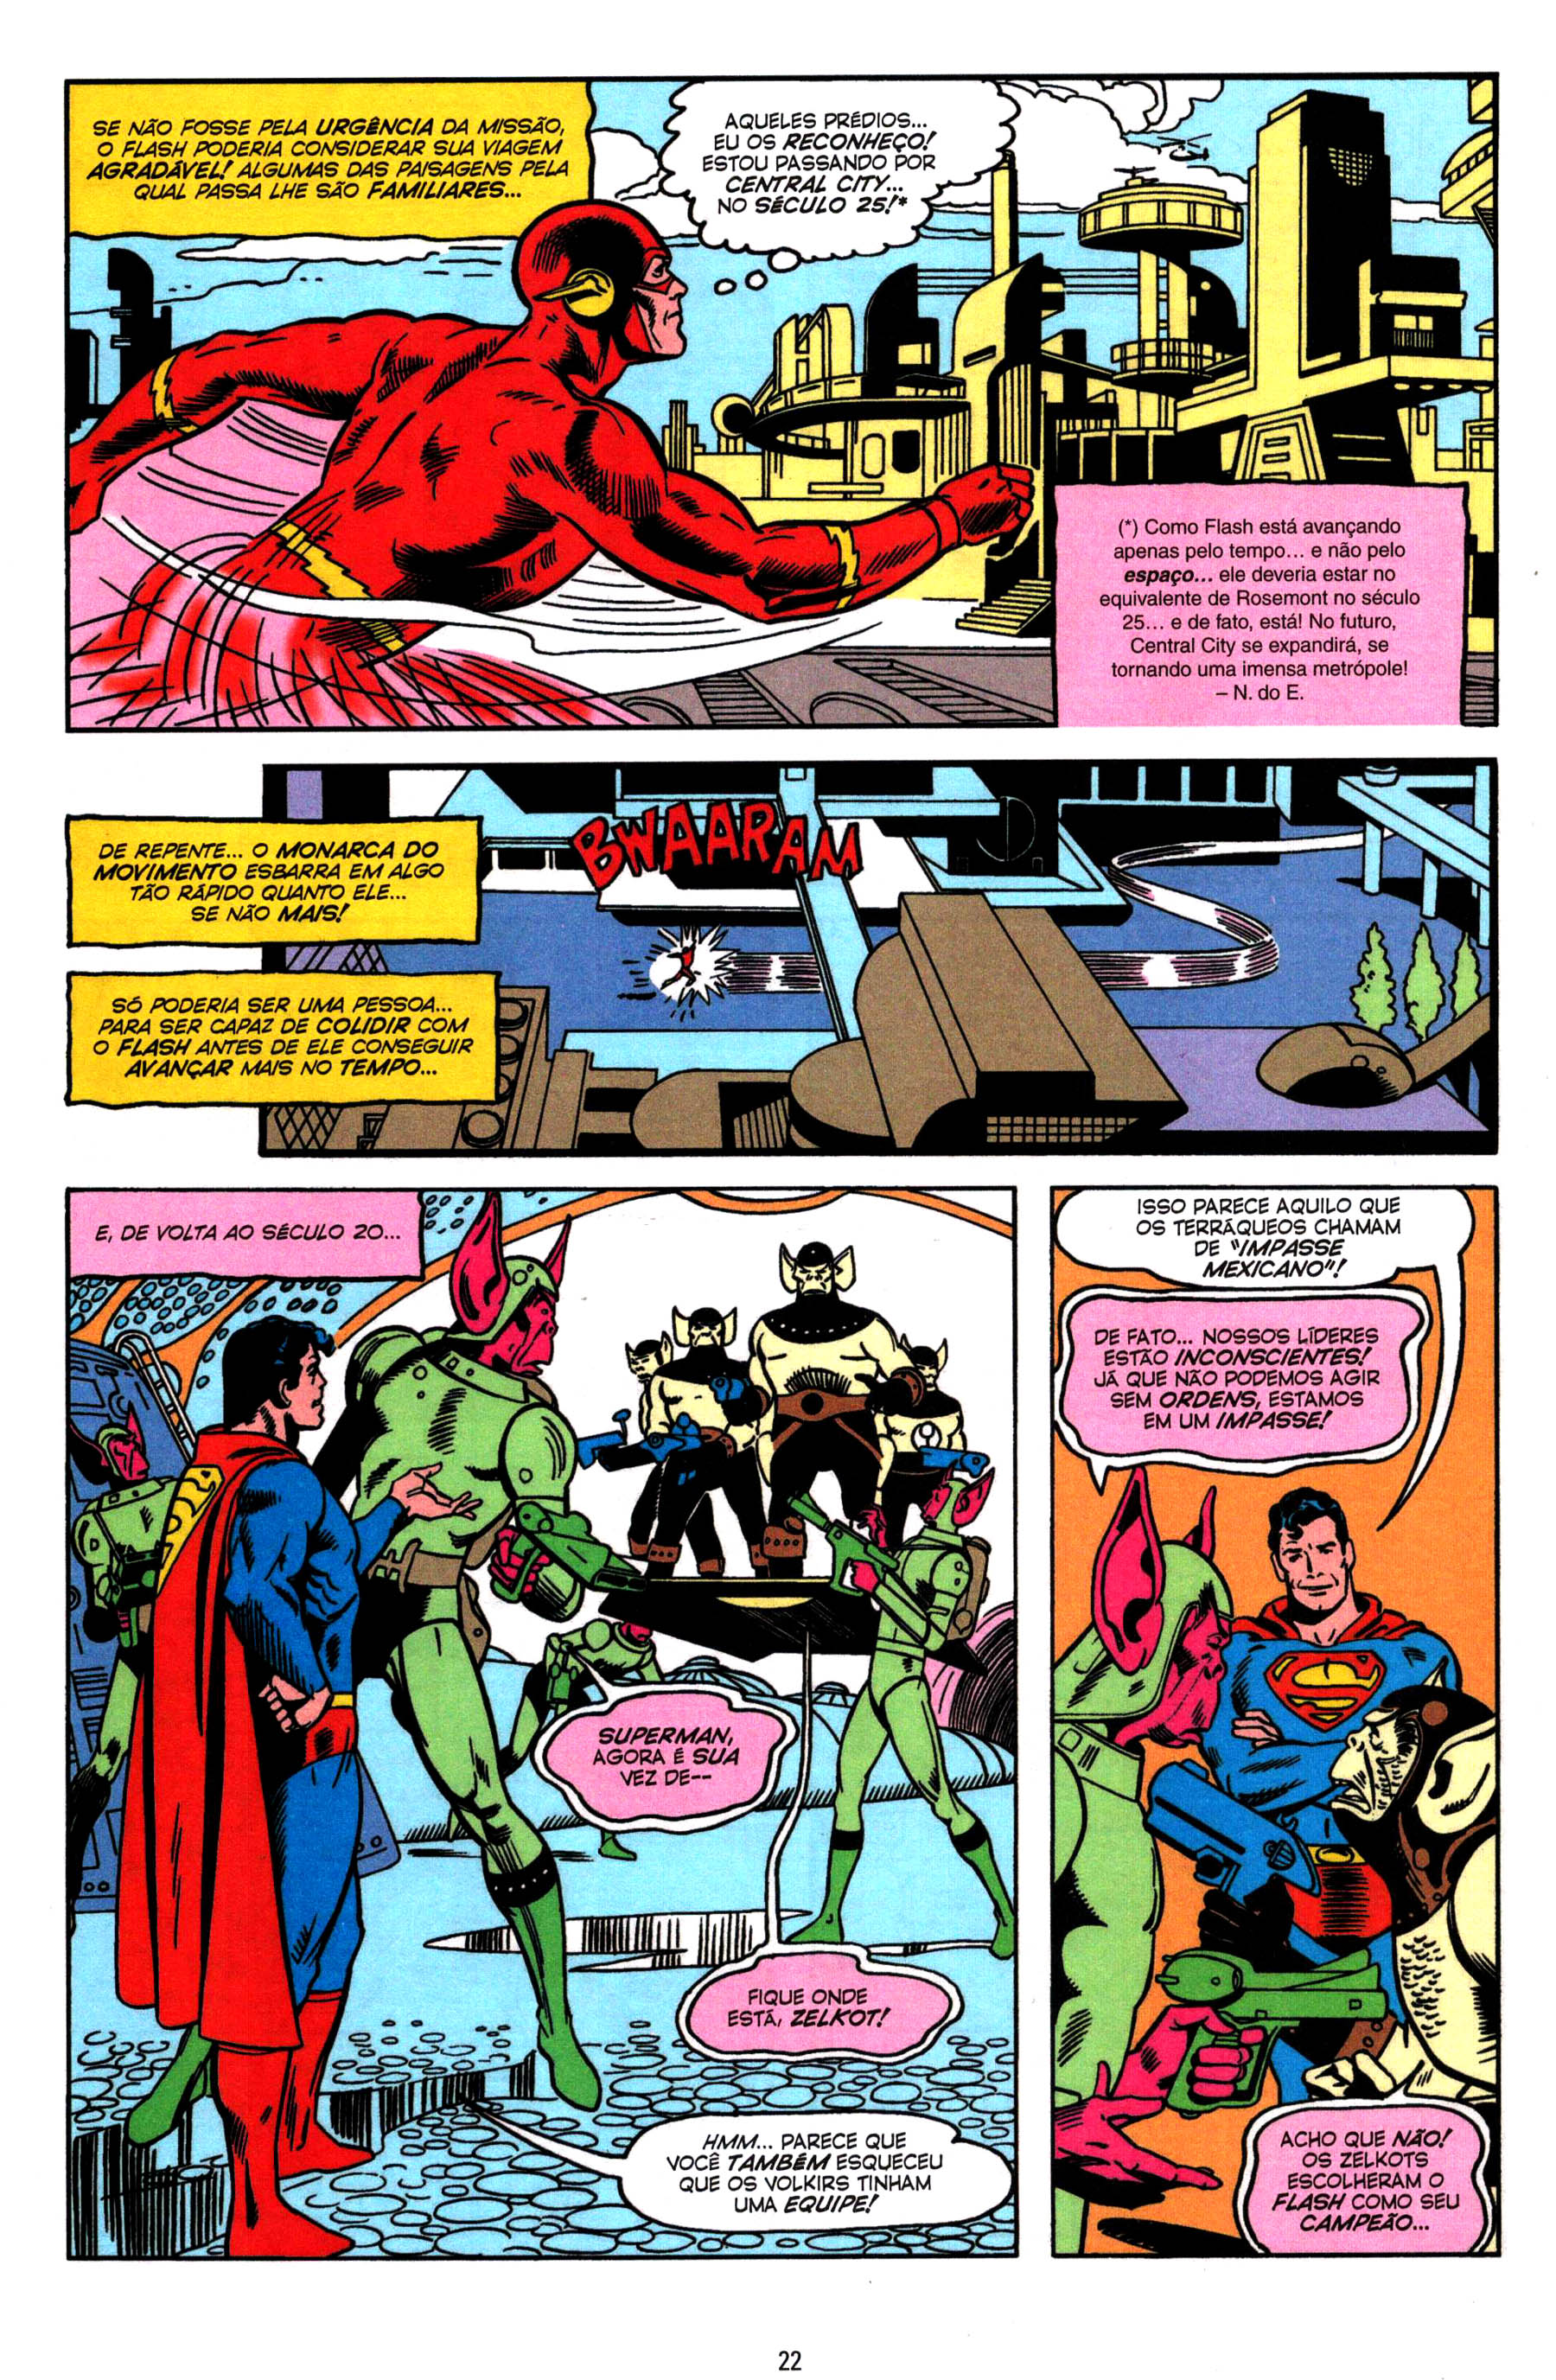 SE NÃO FOSSE PELA URGÊNCIA DA MISSÃO,
O FLASH PODERIA CONSIDERAR SUA VIAGEM
AGRADÁVEL! ALGUMAS DAS PAISAGENS PELA
QUAL PASSA LHE SÃO FAMILIARES...
AQUELES PRÉDIOS...
EU OS RECONHEÇO!
ESTOU PASSANDO POR
CENTRAL CITY...
NO SÉCULO 25!*
(*) Como Flash está avançando
apenas pelo tempo... e não pelo
espaço... ele deveria estar no
equivalente de Rosemont no século
25... e de fato, está! No futuro,
Central City se expandirá, se
tornando uma imensa metrópole!
– N. do E.
DE REPENTE... O MONARCA DO
MOVIMENTO ESBARRA EM ALGO
TÃO RÁPIDO QUANTO ELE...
SE NÃO MAIS!
BWAARAM
SÓ PODERIA SER UMA PESSOA...
PARA SER CAPAZ DE COLIDIR COM
O FLASH ANTES DE ELE CONSEGUIR
AVANÇAR MAIS NO TEMPO...
E, DE VOLTA AO SÉCULO 20...
SUPERMAN,
AGORA É SUA
VEZ DE--
FIQUE ONDE
ESTÁ, ZELKOT!
HMM... PARECE QUE
VOCÊ TAMBÉM ESQUECEU
QUE OS VOLKIRS TINHAM
UMA EQUIPE!
ISSO PARECE AQUILO QUE
OS TERRÁQUEOS CHAMAM
DE "IMPASSE
MEXICANO"!
DE FATO... NOSSOS LÍDERES
ESTÃO INCONSCIENTES!
JÁ QUE NÃO PODEMOS AGIR
SEM ORDENS, ESTAMOS
EM UM IMPASSE!
ACHO QUE NÃO!
OS ZELKOTS
ESCOLHERAM O
FLASH COMO SEU
CAMPEÃO...
22